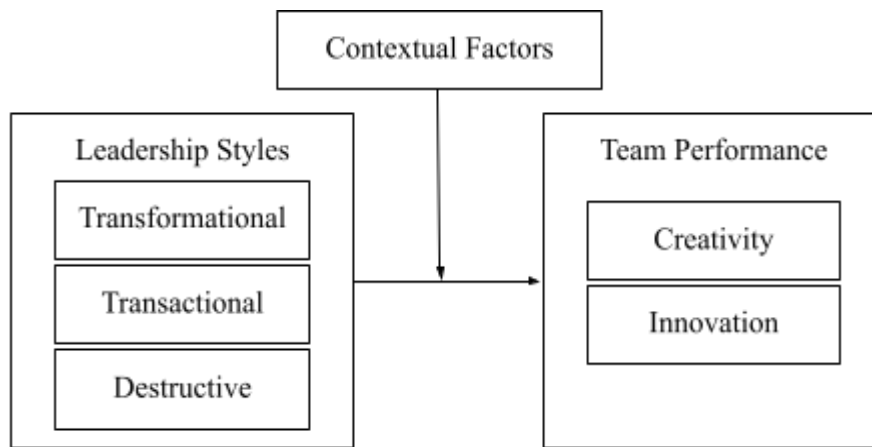 Contextual Factors
Leadership Styles
Transformational
Transactional
Destructive
Team Performance
Creativity
Innovation